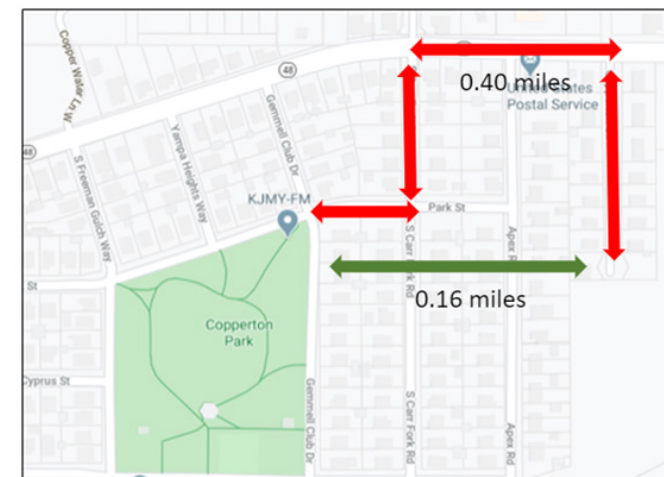 Copper Water Ln W
48
0.40 miles
United States
Postal Service
S Freeman Gulch Way
Yampa Heights Way
Gemmell Club Dr
48
KJMY-FM
Park St
S Carr Fork Rd
Apex Rd
St
0.16 miles
Copperton
Park
Cyprus St
Gemmell Club Dr
S Carr Fork Rd
Apex Rd